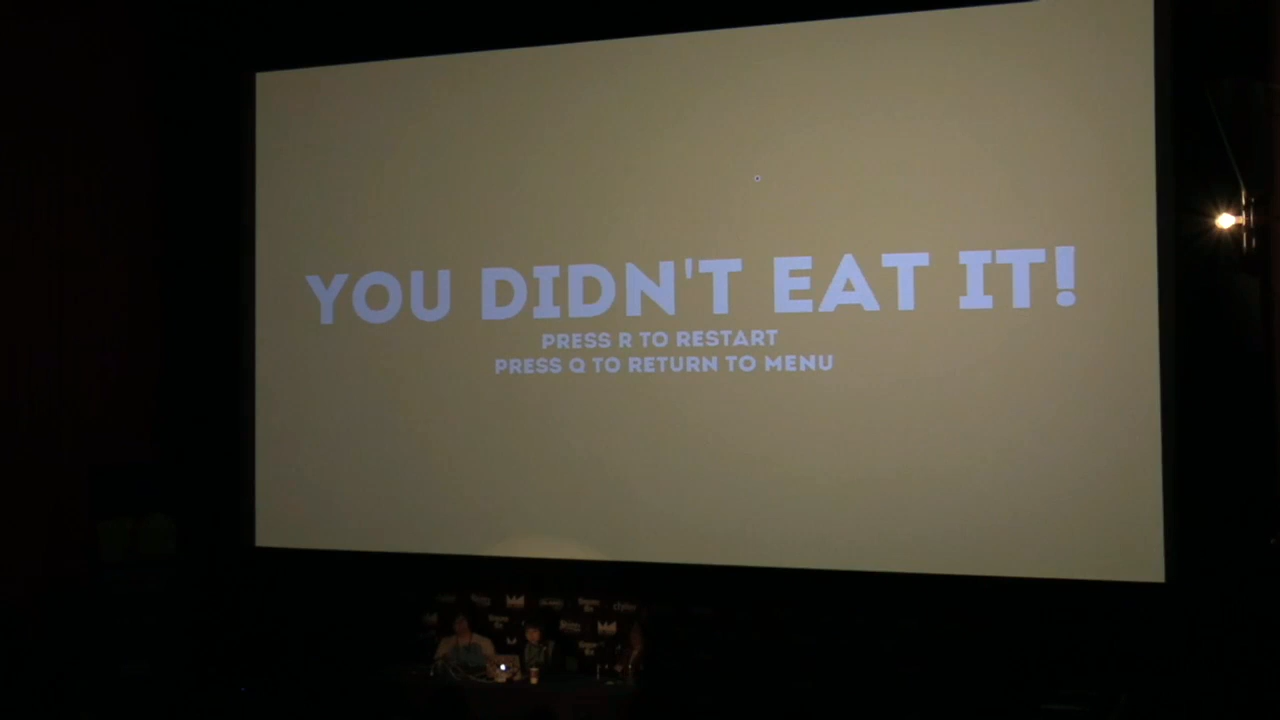 YOU DIDN'T EAT IT!
PRESS R TO RESTART
PRESS Q TO RETURN TO MENU